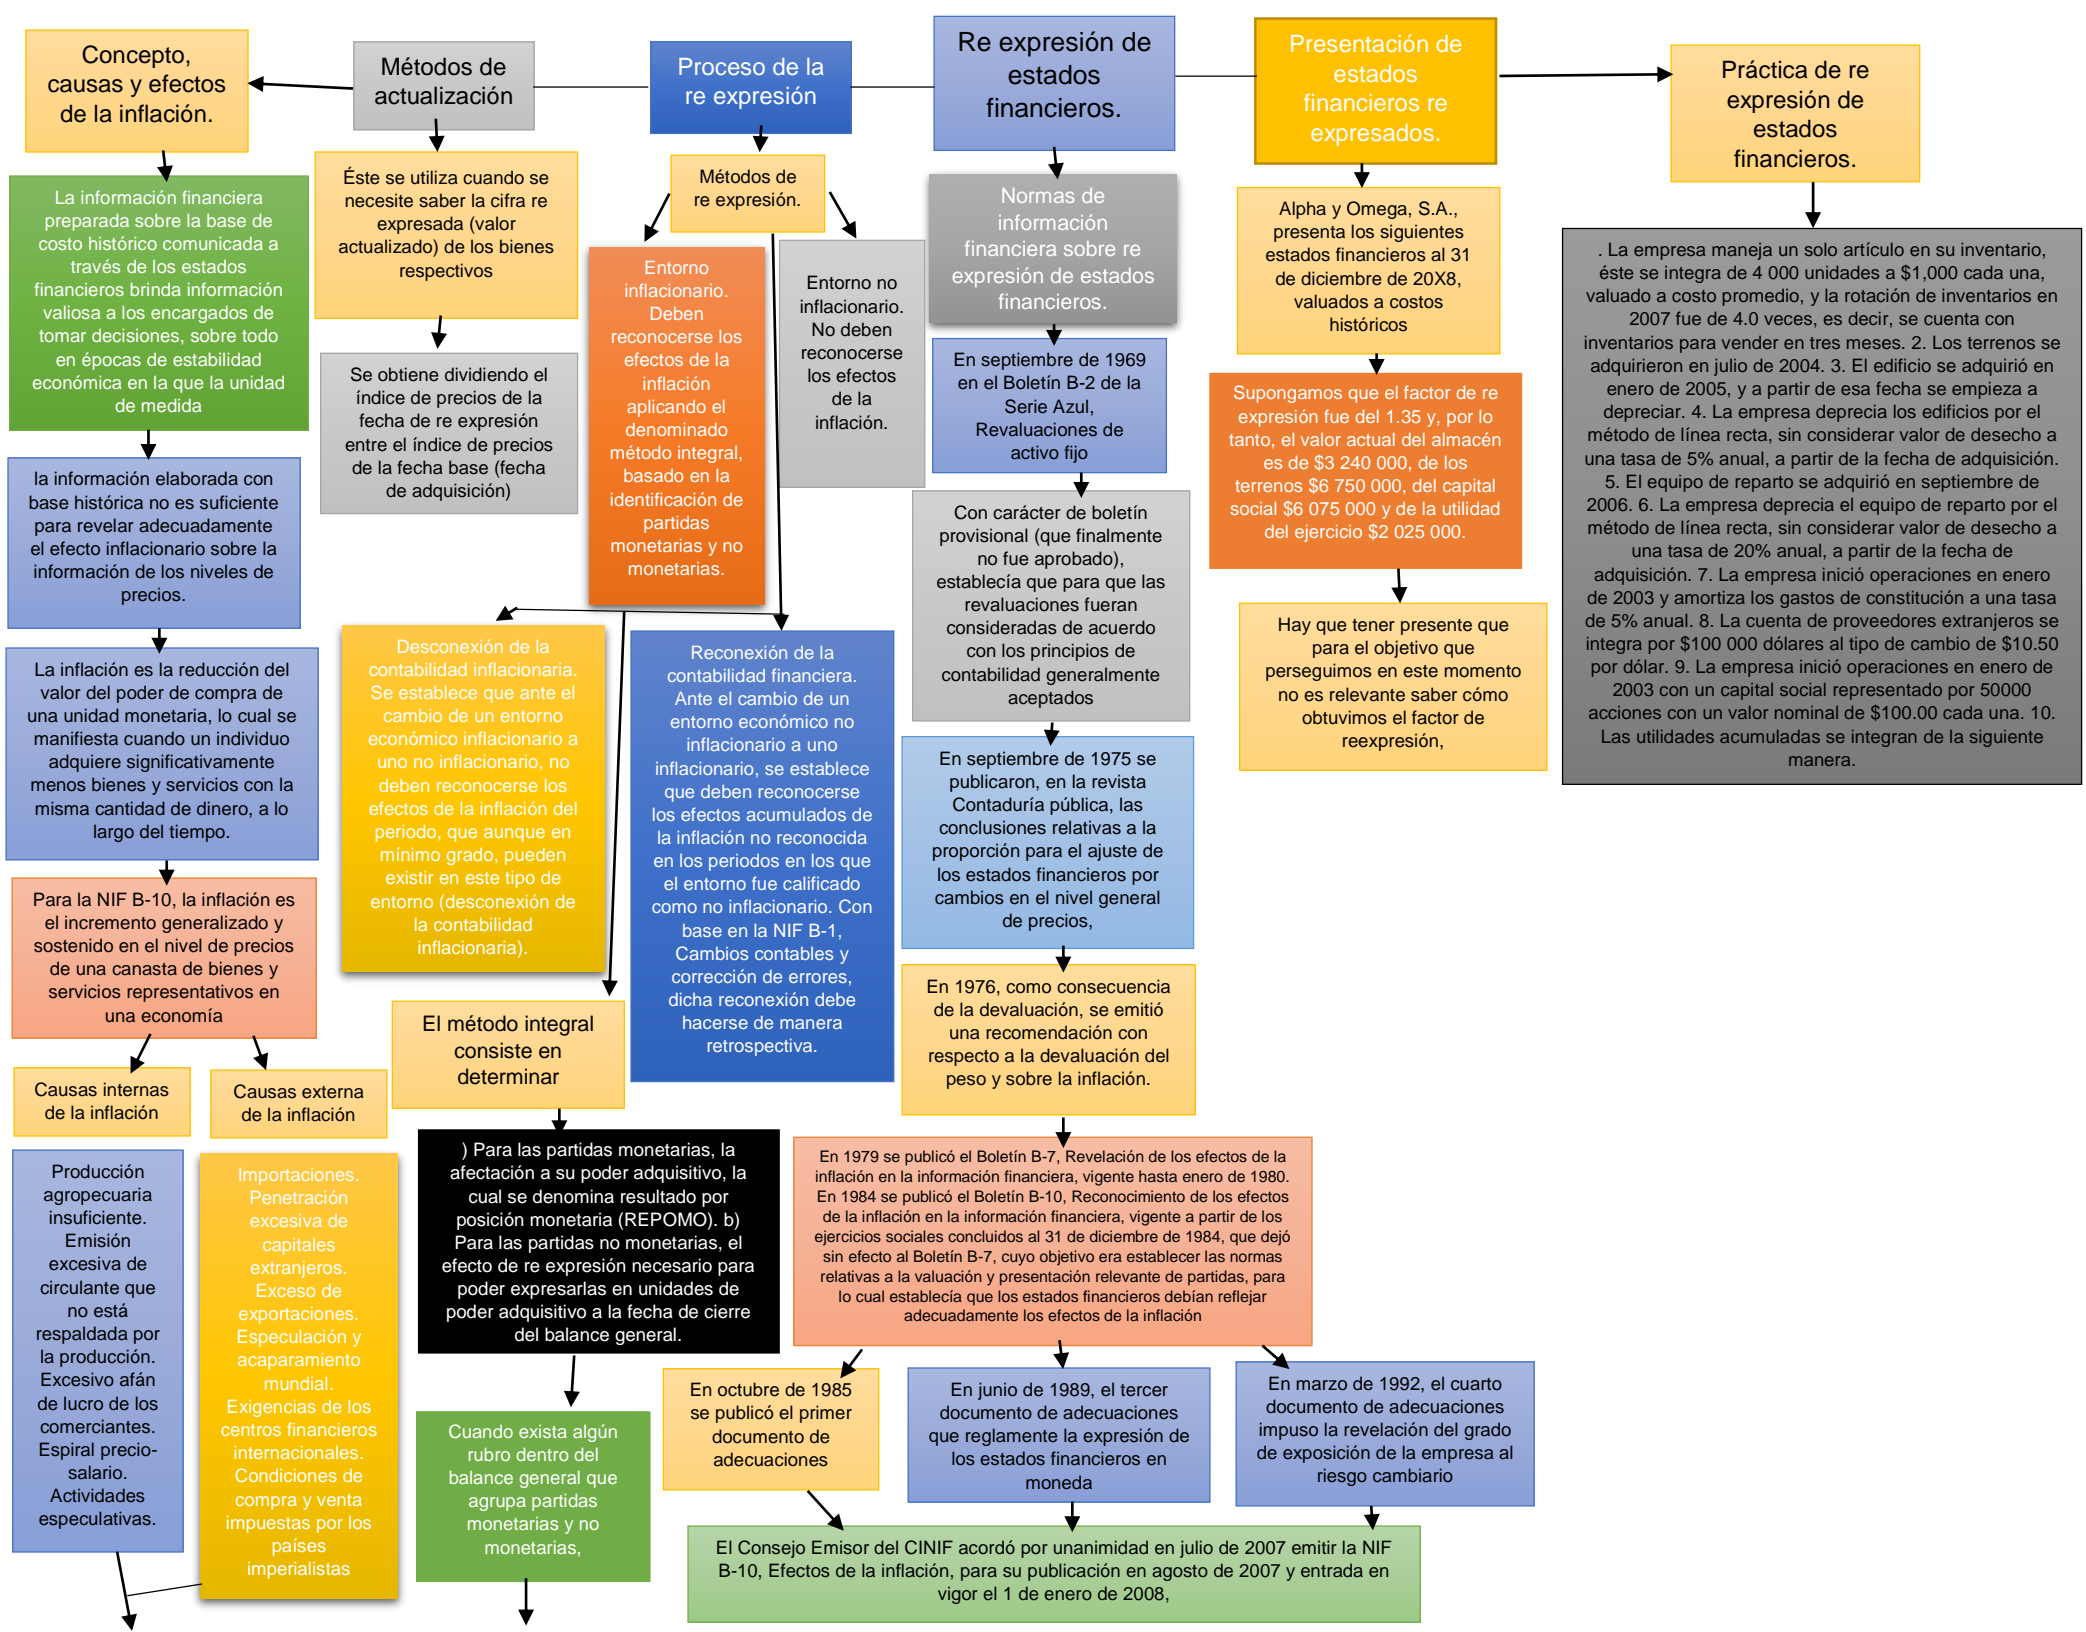 Concepto,
causas y efectos
de la inflación.
Métodos de
actualización
Proceso de la
re expresión
Re expresión de
estados
financieros.
Presentación de
estados
financieros re
expresados.
Práctica de re
expresión de
estados
financieros.
La información financiera
preparada sobre la base de
costo histórico comunicada a
través de los estados
financieros brinda información
valiosa a los encargados de
tomar decisiones, sobre todo
en épocas de estabilidad
económica en la que la unidad
de medida
la información elaborada con
base histórica no es suficiente
para revelar adecuadamente
el efecto inflacionario sobre la
información de los niveles de
precios.
La inflación es la reducción del
valor del poder de compra de
una unidad monetaria, lo cual se
manifiesta cuando un individuo
adquiere significativamente
menos bienes y servicios con la
misma cantidad de dinero, a lo
largo del tiempo.
Para la NIF B-10, la inflación es
el incremento generalizado y
sostenido en el nivel de precios
de una canasta de bienes y
servicios representativos en
una economía
Causas internas
de la inflación
Causas externa
de la inflación
Producción
agropecuaria
insuficiente.
Emisión
excesiva de
circulante que
no está
respaldada por
la producción.
Excesivo afán
de lucro de los
comerciantes.
Espiral precio-
salario.
Actividades
especulativas.
Importaciones.
Penetración
excesiva de
capitales
extranjeros.
Exceso de
exportaciones.
Especulación y
acaparamiento
mundial.
Exigencias de los
centros financieros
internacionales.
Condiciones de
compra y venta
impuestas por los
países
imperialistas
Éste se utiliza cuando se
necesite saber la cifra re
expresada (valor
actualizado) de los bienes
respectivos
Se obtiene dividiendo el
índice de precios de la
fecha de re expresión
entre el índice de precios
de la fecha base (fecha
de adquisición)
Métodos de
re expresión.
Entorno
inflacionario.
Deben
reconocerse los
efectos de la
inflación
aplicando el
denominado
método integral,
basado en la
identificación de
partidas
monetarias y no
monetarias.
Entorno no
inflacionario.
No deben
reconocerse
los efectos
de la
inflación.
Desconexión de la
contabilidad inflacionaria.
Se establece que ante el
cambio de un entorno
económico inflacionario a
uno no inflacionario, no
deben reconocerse los
efectos de la inflación del
periodo, que aunque en
mínimo grado, pueden
existir en este tipo de
entorno (desconexión de
la contabilidad
inflacionaria).
Reconexión de la
contabilidad financiera.
Ante el cambio de un
entorno económico no
inflacionario a uno
inflacionario, se establece
que deben reconocerse
los efectos acumulados de
la inflación no reconocida
en los periodos en los que
el entorno fue calificado
como no inflacionario. Con
base en la NIF B-1,
Cambios contables y
corrección de errores,
dicha reconexión debe
hacerse de manera
retrospectiva.
El método integral
consiste en
determinar
) Para las partidas monetarias, la
afectación a su poder adquisitivo, la
cual se denomina resultado por
posición monetaria (REPOMO). b)
Para las partidas no monetarias, el
efecto de re expresión necesario para
poder expresarlas en unidades de
poder adquisitivo a la fecha de cierre
del balance general.
Cuando exista algún
rubro dentro del
balance general que
agrupa partidas
monetarias y no
monetarias,
Normas de
información
financiera sobre re
expresión de estados
financieros.
En septiembre de 1969
en el Boletín B-2 de la
Serie Azul,
Revaluaciones de
activo fijo
Con carácter de boletín
provisional (que finalmente
no fue aprobado),
establecía que para que las
revaluaciones fueran
consideradas de acuerdo
con los principios de
contabilidad generalmente
aceptados
En septiembre de 1975 se
publicaron, en la revista
Contaduría pública, las
conclusiones relativas a la
proporción para el ajuste de
los estados financieros por
cambios en el nivel general
de precios,
En 1976, como consecuencia
de la devaluación, se emitió
una recomendación con
respecto a la devaluación del
peso y sobre la inflación.
En 1979 se publicó el Boletín B-7, Revelación de los efectos de la
inflación en la información financiera, vigente hasta enero de 1980.
En 1984 se publicó el Boletín B-10, Reconocimiento de los efectos
de la inflación en la información financiera, vigente a partir de los
ejercicios sociales concluidos al 31 de diciembre de 1984, que dejó
sin efecto al Boletín B-7, cuyo objetivo era establecer las normas
relativas a la valuación y presentación relevante de partidas, para
lo cual establecía que los estados financieros debían reflejar
adecuadamente los efectos de la inflación
En octubre de 1985
se publicó el primer
documento de
adecuaciones
En junio de 1989, el tercer
documento de adecuaciones
que reglamente la expresión de
los estados financieros en
moneda
En marzo de 1992, el cuarto
documento de adecuaciones
impuso la revelación del grado
de exposición de la empresa al
riesgo cambiario
El Consejo Emisor del CINIF acordó por unanimidad en julio de 2007 emitir la NIF
B-10, Efectos de la inflación, para su publicación en agosto de 2007 y entrada en
vigor el 1 de enero de 2008,
Alpha y Omega, S.A.,
presenta los siguientes
estados financieros al 31
de diciembre de 20X8,
valuados a costos
históricos
Supongamos que el factor de re
expresión fue del 1.35 y, por lo
tanto, el valor actual del almacén
es de $3 240 000, de los
terrenos $6 750 000, del capital
social $6 075 000 y de la utilidad
del ejercicio $2 025 000.
Hay que tener presente que
para el objetivo que
perseguimos en este momento
no es relevante saber cómo
obtuvimos el factor de
reexpresión,
. La empresa maneja un solo artículo en su inventario,
éste se integra de 4 000 unidades a $1,000 cada una,
valuado a costo promedio, y la rotación de inventarios en
2007 fue de 4.0 veces, es decir, se cuenta con
inventarios para vender en tres meses. 2. Los terrenos se
adquirieron en julio de 2004. 3. El edificio se adquirió en
enero de 2005, y a partir de esa fecha se empieza a
depreciar. 4. La empresa deprecia los edificios por el
método de línea recta, sin considerar valor de desecho a
una tasa de 5% anual, a partir de la fecha de adquisición.
5. El equipo de reparto se adquirió en septiembre de
2006. 6. La empresa deprecia el equipo de reparto por el
método de línea recta, sin considerar valor de desecho a
una tasa de 20% anual, a partir de la fecha de
adquisición. 7. La empresa inició operaciones en enero
de 2003 y amortiza los gastos de constitución a una tasa
de 5% anual. 8. La cuenta de proveedores extranjeros se
integra por $100 000 dólares al tipo de cambio de $10.50
por dólar. 9. La empresa inició operaciones en enero de
2003 con un capital social representado por 50000
acciones con un valor nominal de $100.00 cada una. 10.
Las utilidades acumuladas se integran de la siguiente
manera.